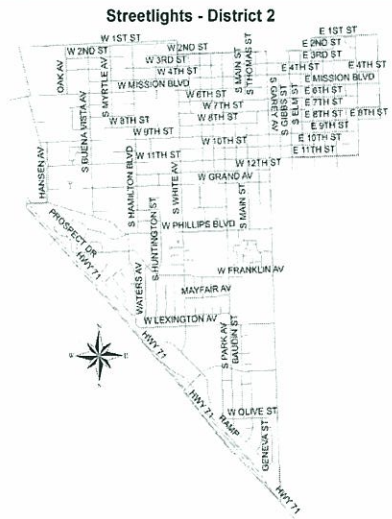 Streetlights - District 2
E 1ST ST
W 1ST ST
E 2ND ST
W 2ND ST
W 2ND ST
E 3RD ST
W 3RD ST
E 4TH ST
E 4TH ST
W 4TH ST
OAK AV
S MYRTLE AV
S MAIN ST
S THOMAS ST
E MISSION BLVD
W MISSION BLVD
E 6TH ST
W 6TH ST
S BUENA VISTA AV
S GAREY AV
S GIBBS ST
S ELM ST
E 7TH ST
W 7TH ST
E 8TH ST
E 8TH ST
W 8TH ST
W 8TH ST
E 9TH ST
W 9TH ST
E 10TH ST
W 10TH ST
E 11TH ST
W 11TH ST
W 12TH ST
HANSEN AV
S HAMILTON BLVD
S WHITE AV
W GRAND AV
S MAIN ST
S HUNTINGTON ST
PROSPECT DR
W PHILLIPS BLVD
HWY 71
WATERS AV
W FRANKLIN AV
MAYFAIR AV
W LEXINGTON AV
N
W
E
S
HWY 71
S PARK AV
BAUDIN ST
HWY 71
RAMP
W OLIVE ST
GENEVA ST
HWY 71